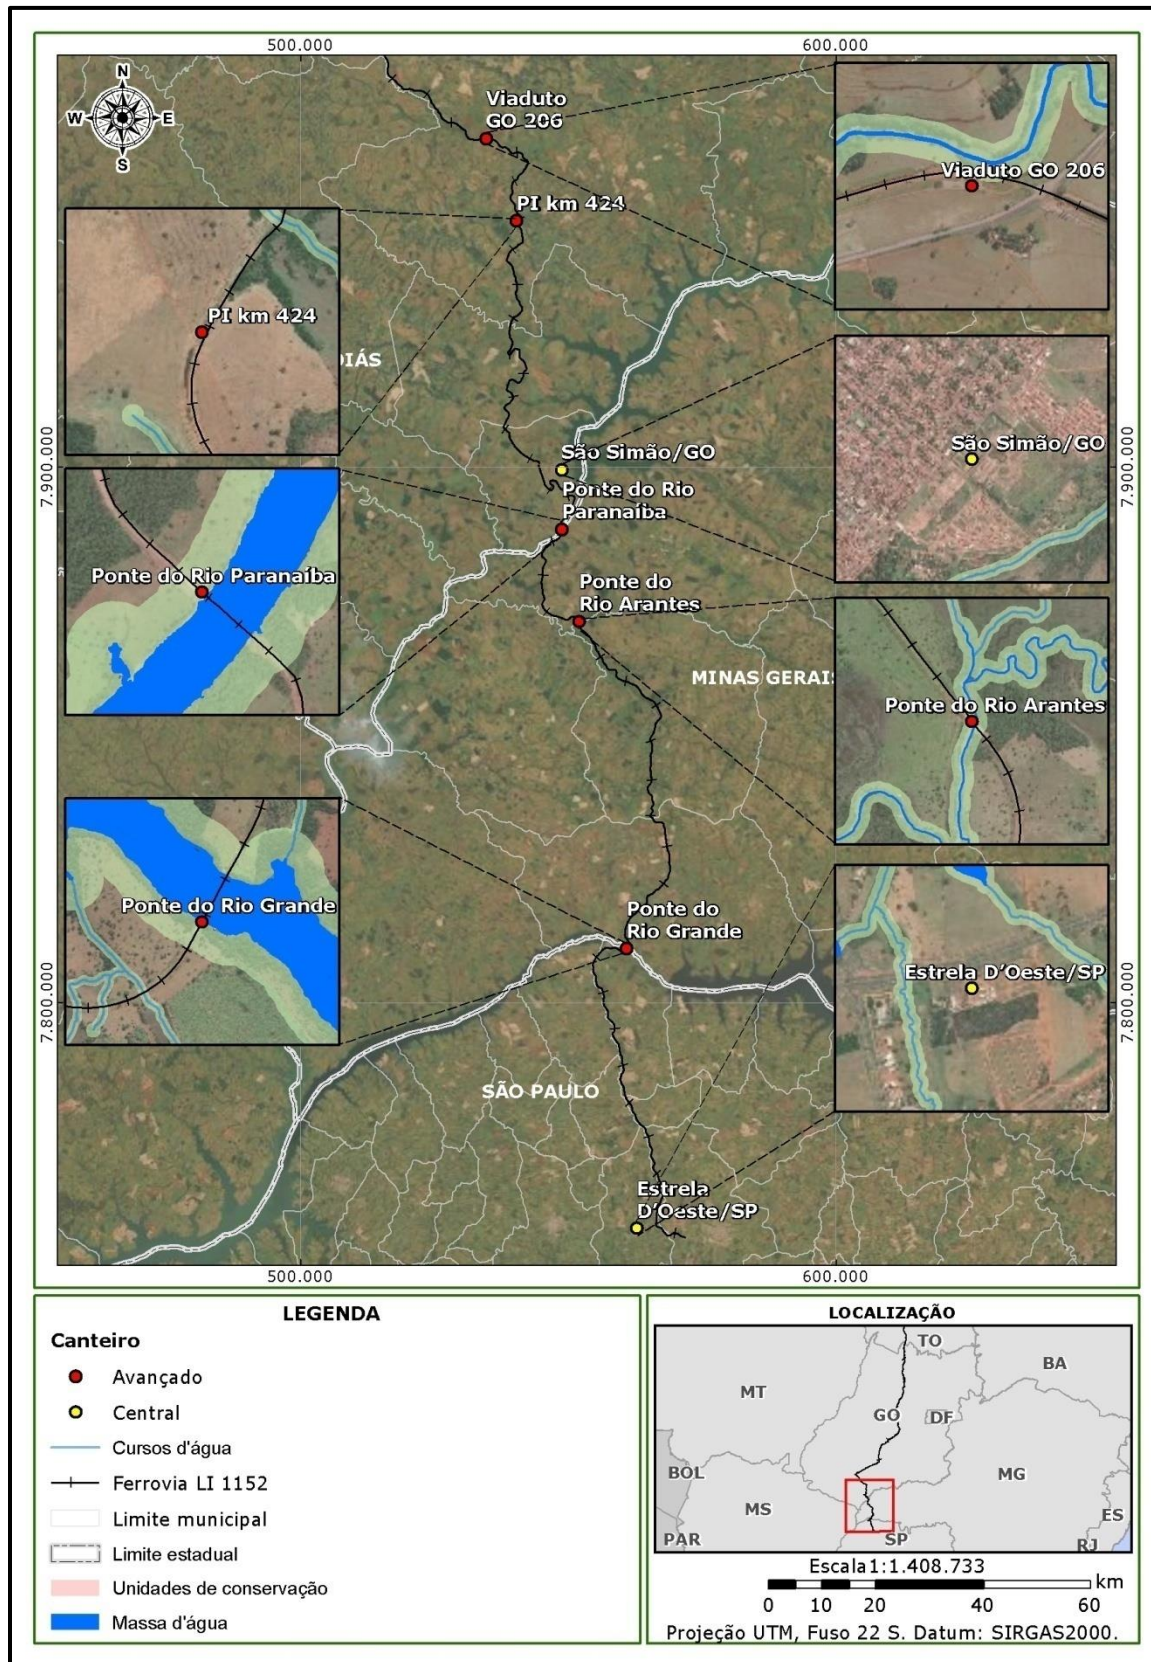 500.000
600.000
N
W
E
S
Viaduto
GO 206
Viaduto GO 206
PI km 424
PI km 424
OIÁS
São Simão/GO
São Simão/GO
7.900.000
7.900.000
Ponte do Rio
Paranaíba
Ponte do Rio Paranaíba
Ponte do
Rio Arantes
MINAS GERAIS
Ponte do Rio Arantes
Ponte do Rio Grande
Ponte do
Rio Grande
Estrela D'Oeste/SP
7.800.000
7.800.000
SÃO PAULO
Estrela
D'Oeste/SP
500.000
600.000
LEGENDA
Canteiro
Avançado
Central
Cursos d'água
Ferrovia LI 1152
Limite municipal
Limite estadual
Unidades de conservação
Massa d'água
LOCALIZAÇÃO
TO
BA
MT
GO
DF
BOL
MG
MS
ES
PAR
SP
RJ
Escala1:1.408.733
km
0 10 20 40 60
Projeção UTM, Fuso 22 S. Datum: SIRGAS2000.